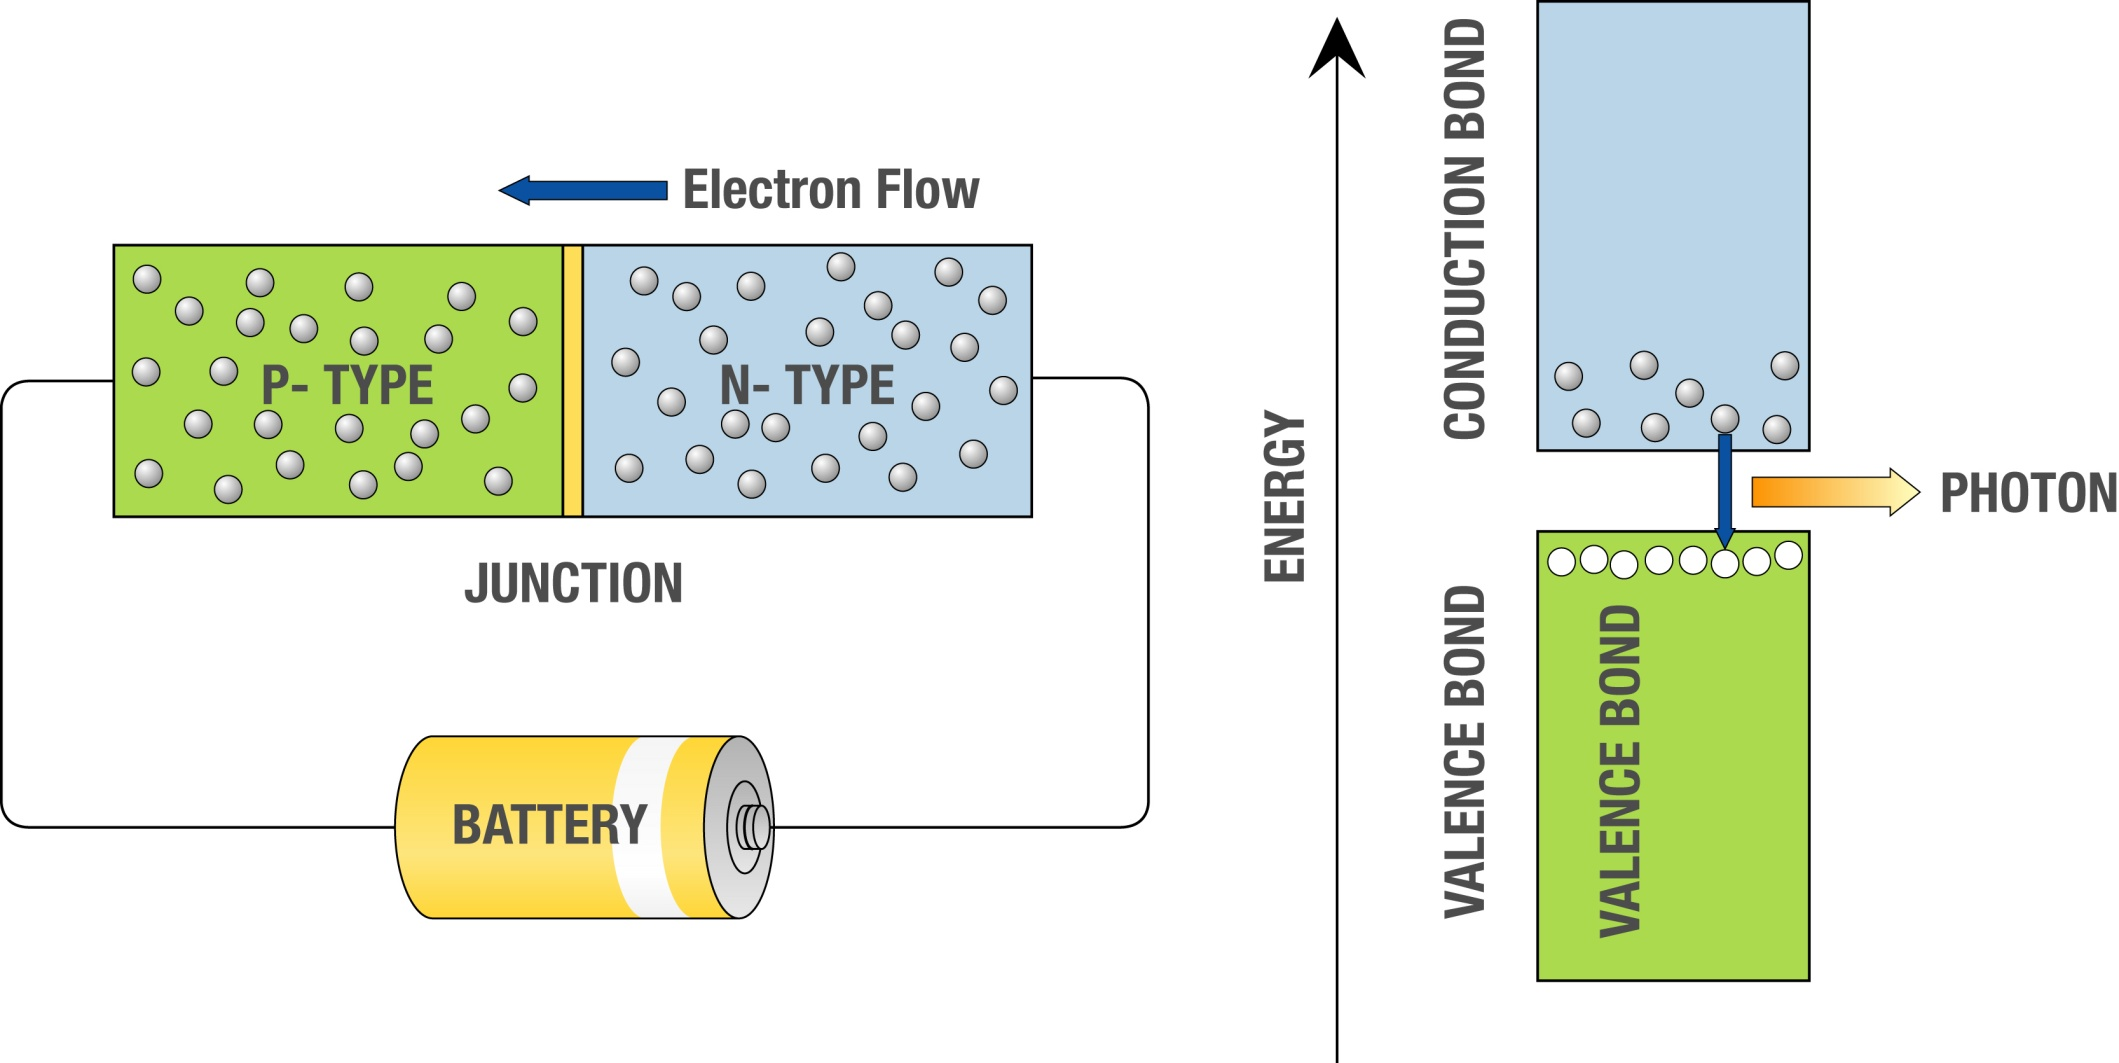 Electron Flow
P- TYPE
N- TYPE
JUNCTION
BATTERY
ENERGY
CONDUCTION BOND
VALENCE BOND
VALENCE BOND
PHOTON